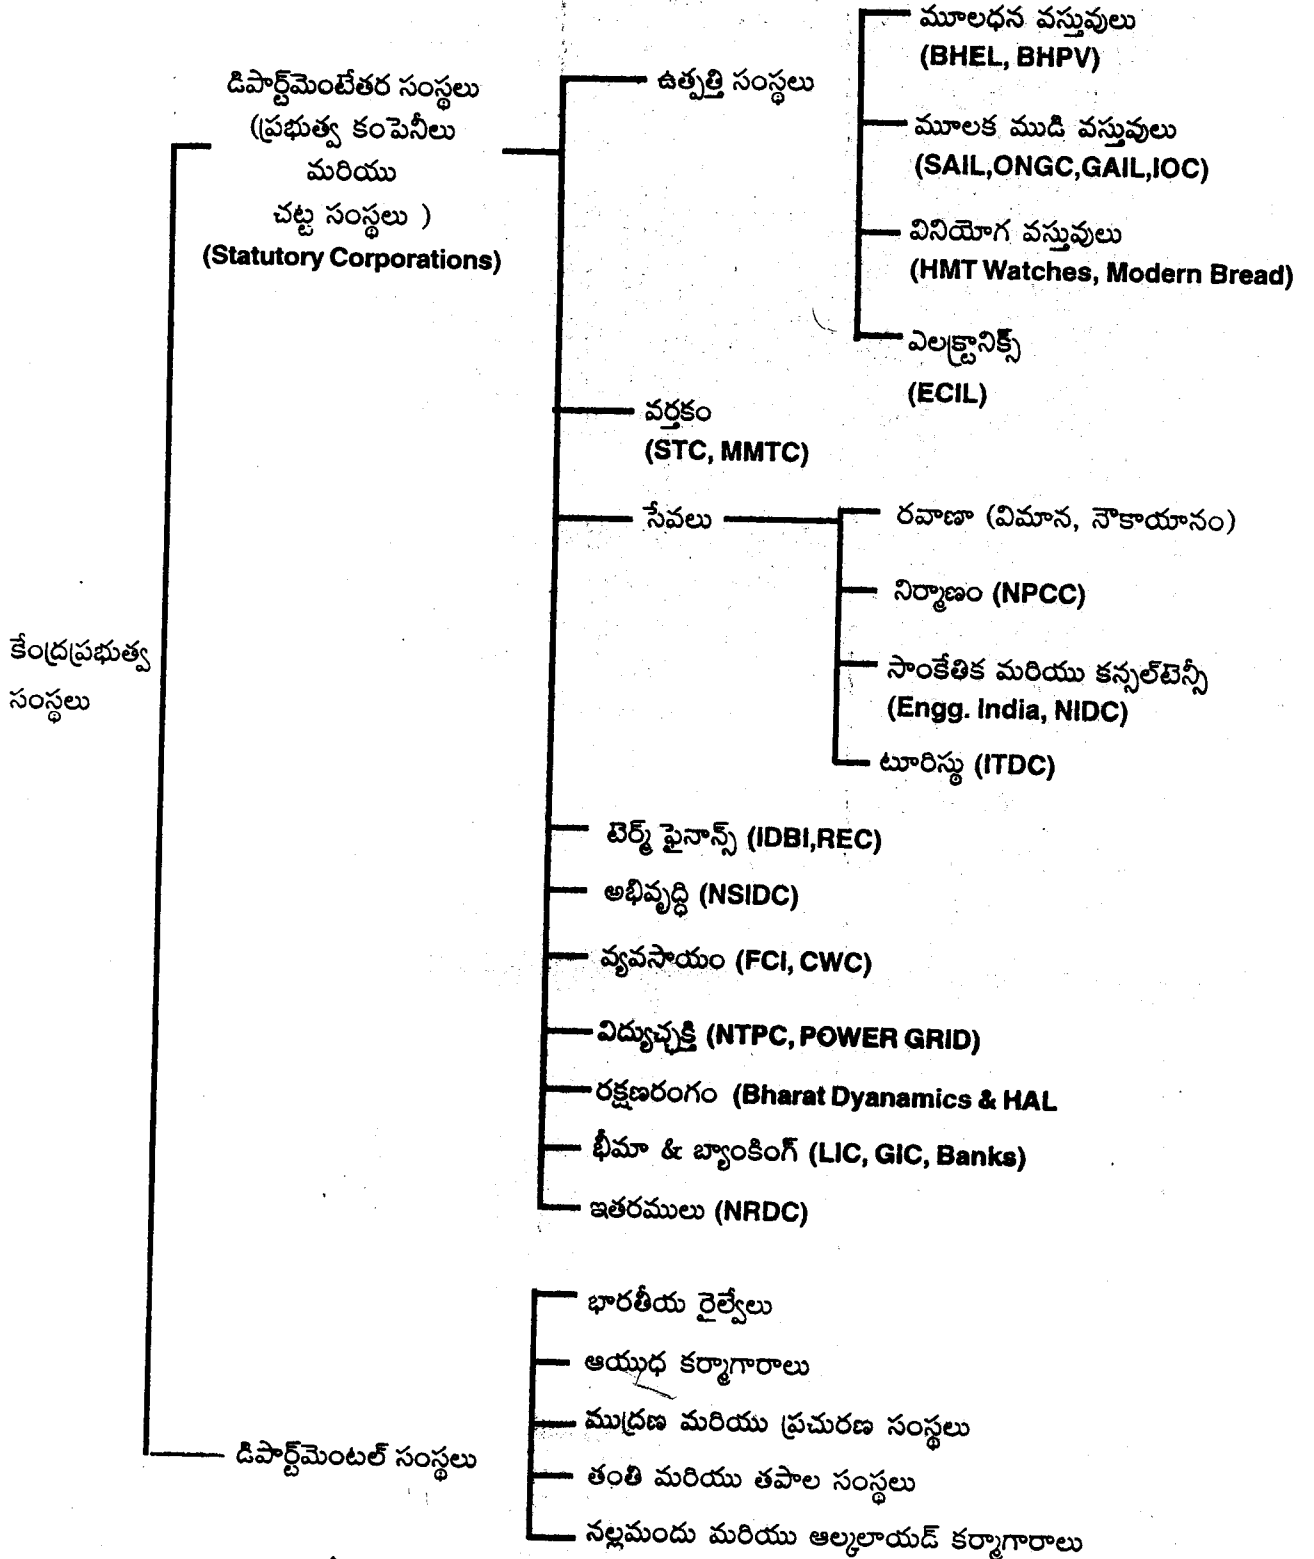 కేంద్రప్రభుత్వ
సంస్థలు
డిపార్ట్‌మెంటేతర సంస్థలు
(ప్రభుత్వ కంపెనీలు
మరియు
చట్ట సంస్థలు )
(Statutory Corporations)
ఉత్పత్తి సంస్థలు
మూలధన వస్తువులు
(BHEL, BHPV)
మూలక ముడి వస్తువులు
(SAIL,ONGC,GAIL,IOC)
వినియోగ వస్తువులు
(HMT Watches, Modern Bread)
ఎలక్ట్రానిక్స్
(ECIL)
వర్తకం
(STC, MMTC)
సేవలు
రవాణా (విమాన, నౌకాయానం)
నిర్మాణం (NPCC)
సాంకేతిక మరియు కన్సల్‌టెన్సీ
(Engg. India, NIDC)
టూరిస్థు (ITDC)
టెర్మ్ ఫైనాన్స్ (IDBI,REC)
అభివృద్ధి (NSIDC)
వ్యవసాయం (FCI, CWC)
విద్యుచ్ఛక్తి (NTPC, POWER GRID)
రక్షణరంగం (Bharat Dyanamics & HAL
భీమా & బ్యాంకింగ్ (LIC, GIC, Banks)
ఇతరములు (NRDC)
డిపార్ట్‌మెంటల్ సంస్థలు
భారతీయ రైల్వేలు
ఆయుధ కర్మాగారాలు
ముద్రణ మరియు ప్రచురణ సంస్థలు
తంతి మరియు తపాల సంస్థలు
నల్లమందు మరియు ఆల్కలాయడ్ కర్మాగారాలు